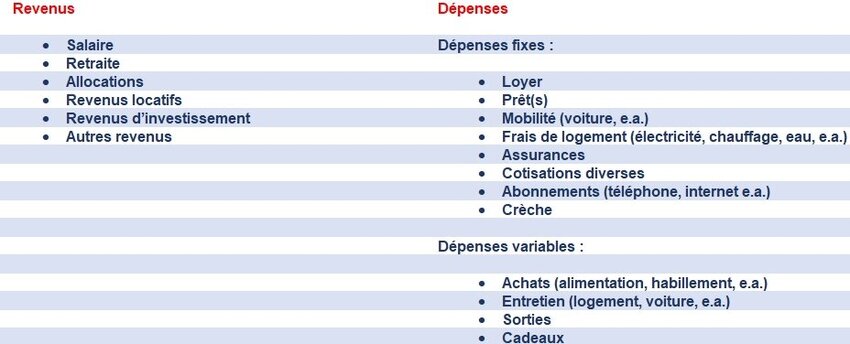 Revenus
Dépenses
• Salaire
Dépenses fixes :
• Retraite
• Allocations
• Loyer
• Revenus locatifs
• Prêt(s)
• Revenus d’investissement
• Mobilité (voiture, e.a.)
• Autres revenus
• Frais de logement (électricité, chauffage, eau, e.a.)
• Assurances
• Cotisations diverses
• Abonnements (téléphone, internet e.a.)
• Crèche
Dépenses variables :
• Achats (alimentation, habillement, e.a.)
• Entretien (logement, voiture, e.a.)
• Sorties
• Cadeaux